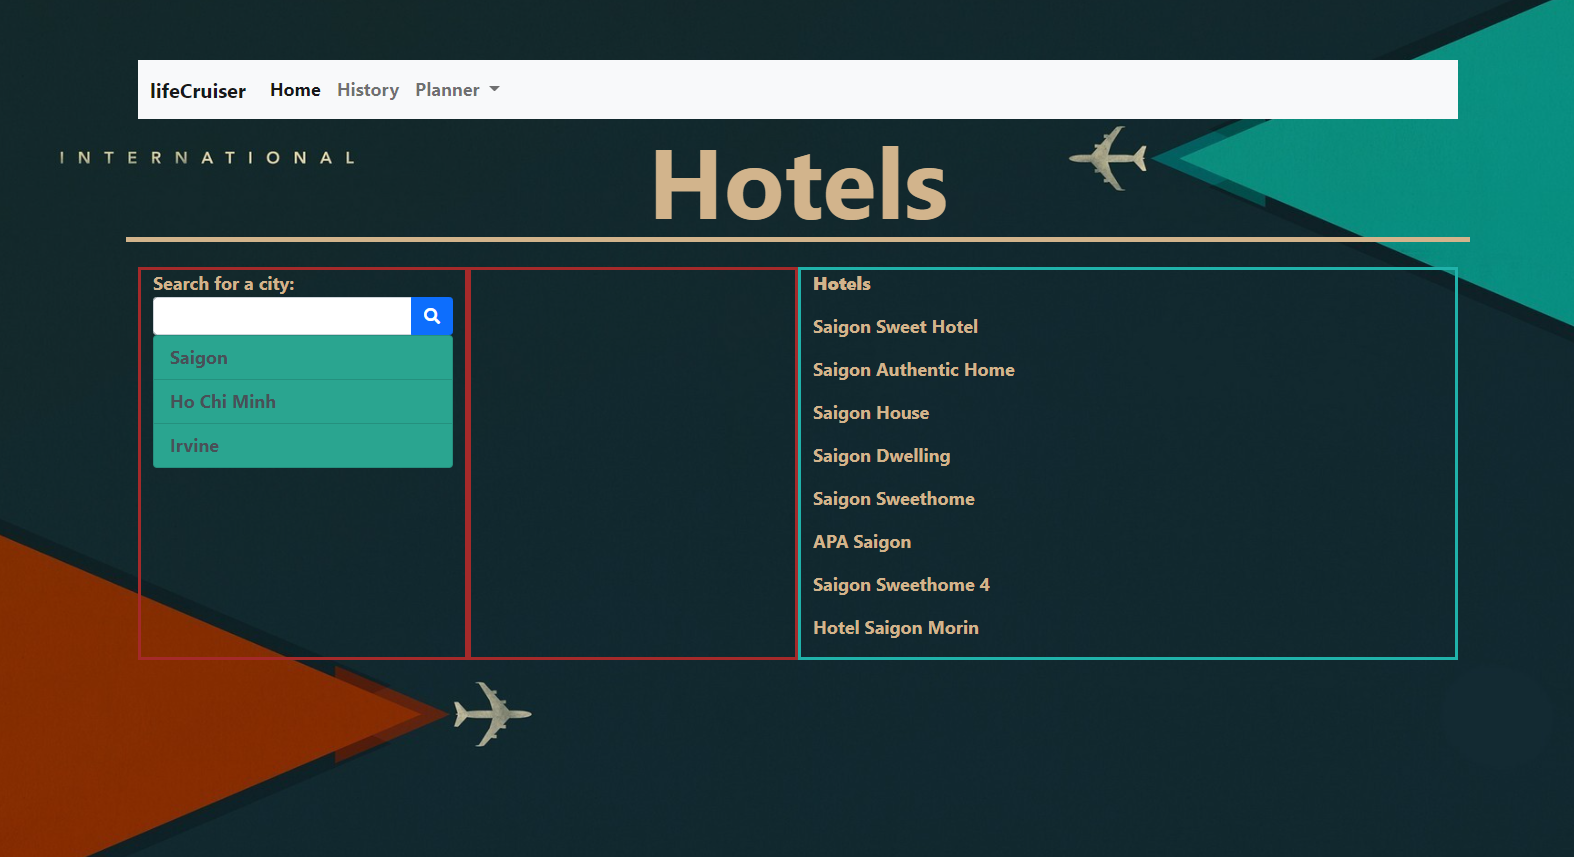 lifeCruiser Home History Planner
INTERNATIONAL
Hotels
Search for a city:
Saigon
Ho Chi Minh
Irvine
Hotels
Saigon Sweet Hotel
Saigon Authentic Home
Saigon House
Saigon Dwelling
Saigon Sweethome
APA Saigon
Saigon Sweethome 4
Hotel Saigon Morin